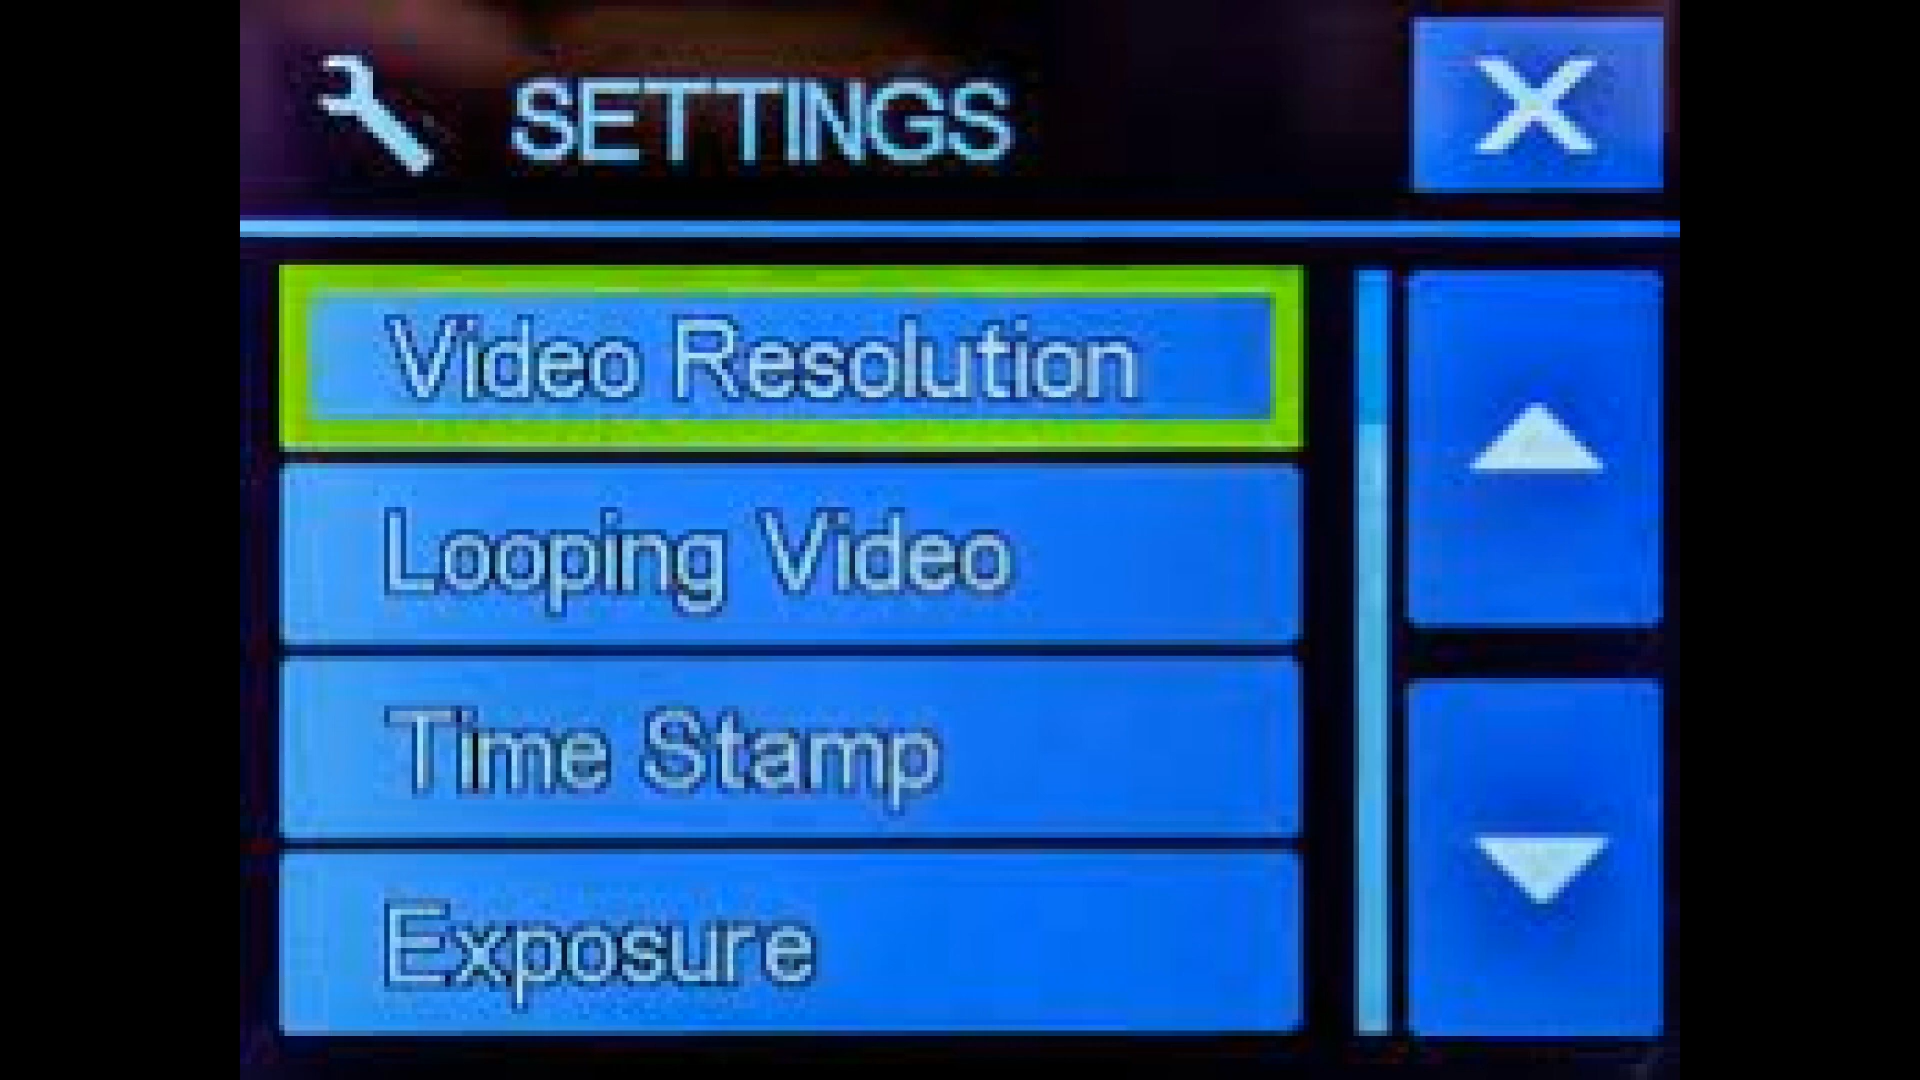 SETTINGS
X
Video Resolution
Looping Video
Time Stamp
Exposure